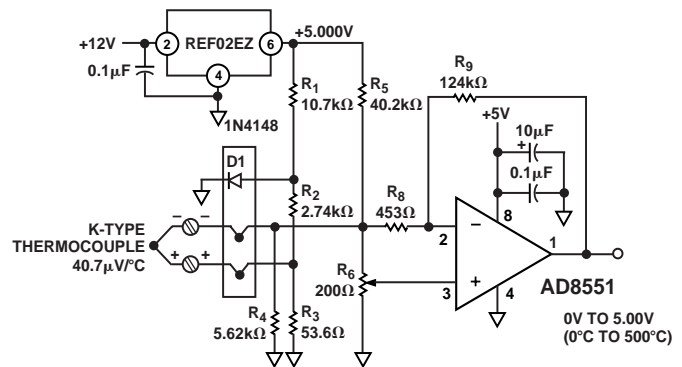 +12V
2
REF02EZ
6
+5.000V
0.1µF
4
1N4148
R1
10.7kΩ
R5
40.2kΩ
R9
124kΩ
+5V
10µF
+
0.1µF
D1
R2
2.74kΩ
R8
453Ω
8
K-TYPE
THERMOCOUPLE
40.7µV/°C
– –
+ +
2
–
1
R6
200Ω
3
+
4
AD8551
R4
5.62kΩ
R3
53.6Ω
0V TO 5.00V
(0°C TO 500°C)